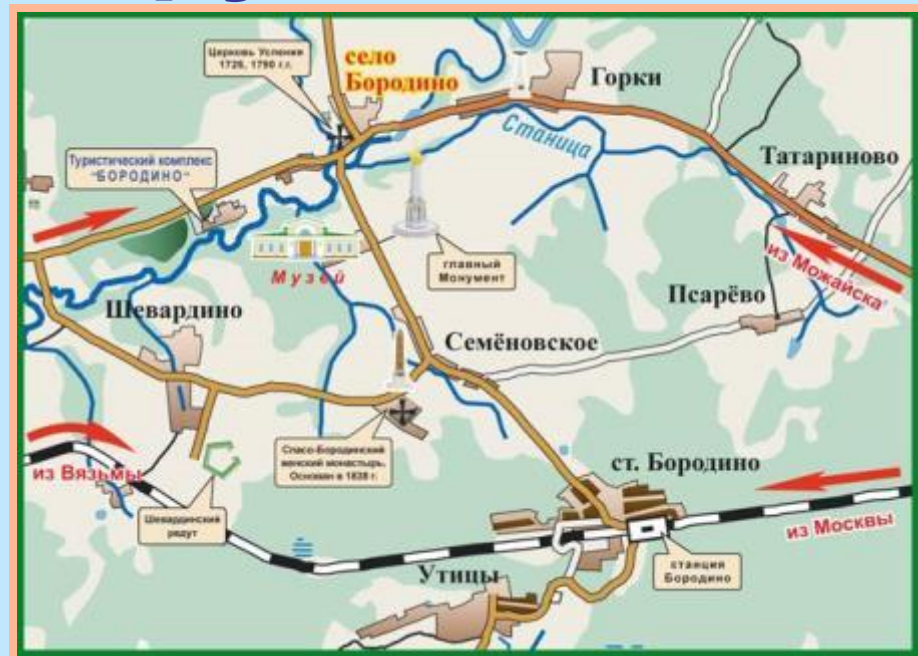 Церковь Успения
1729, 1790 г.г.
село
Бородино
Горки
Станица
Туристический комплекс
"БОРОДИНО"
Татариново
из Можайска
главный
Монумент
Музей
Псарёво
Шевардино
Семёновское
Спасо-Бородинский
женский монастырь.
Основан в 1838 г.
ст. Бородино
из Вязьмы
Шевардинский
редут
из Москвы
станция
Бородино
Утицы